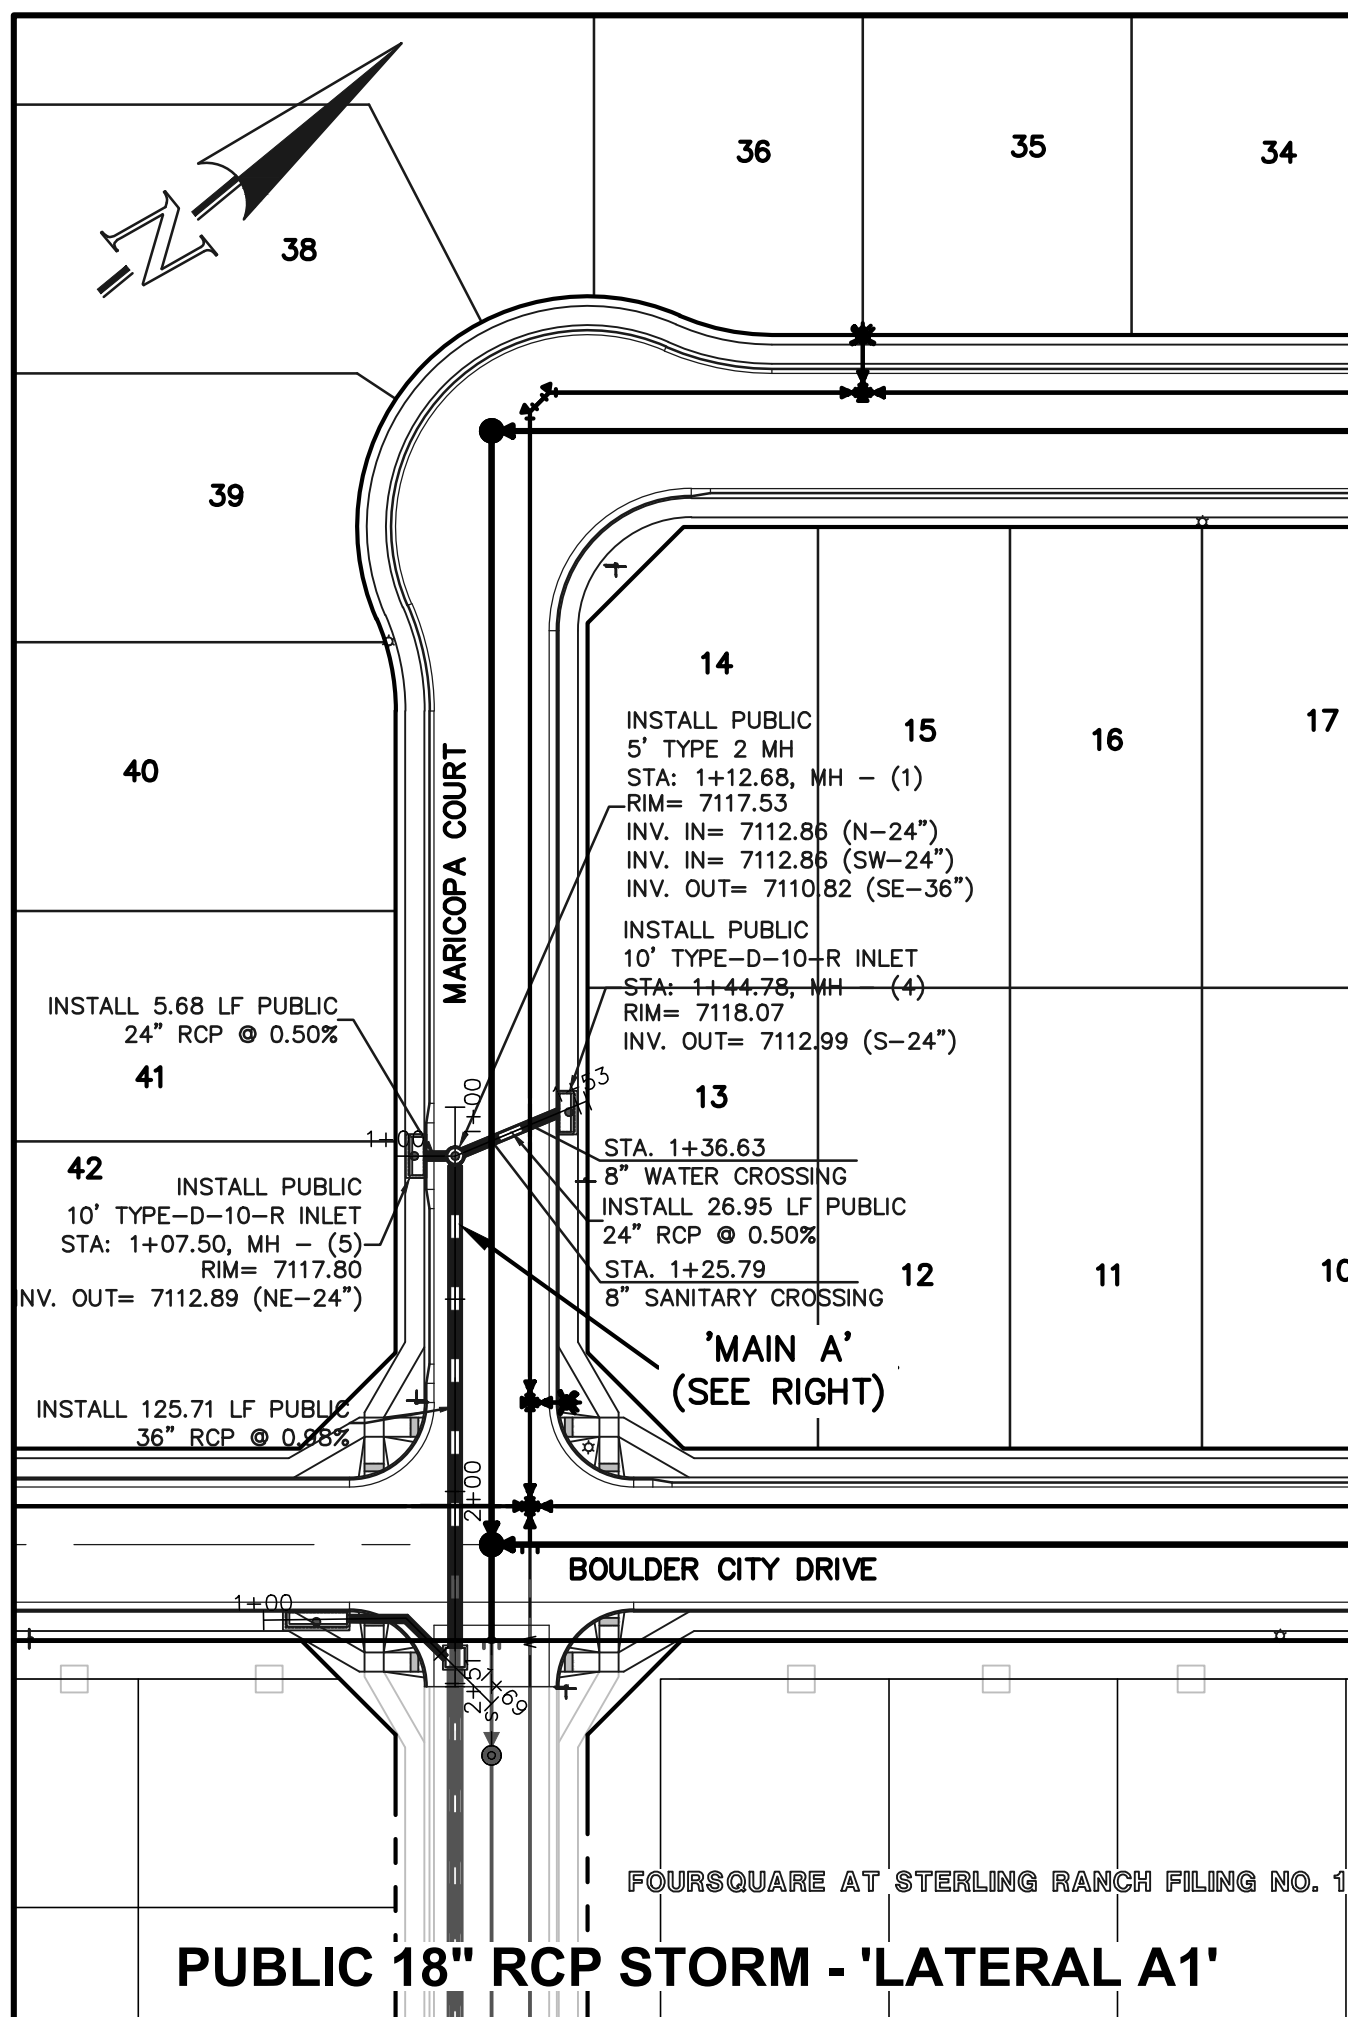 36
35
34
N
38
39
14
15
16
17
40
MARICOPA COURT
INSTALL PUBLIC
5' TYPE 2 MH
STA: 1+12.68, MH - (1)
RIM= 7117.53
INV. IN= 7112.86 (N-24")
INV. IN= 7112.86 (SW-24")
INV. OUT= 7110.82 (SE-36")
INSTALL PUBLIC
10' TYPE-D-10-R INLET
STA: 1+44.78, MH - (4)
RIM= 7118.07
INV. OUT= 7112.99 (S-24")
INSTALL 5.68 LF PUBLIC
24" RCP @ 0.50%
41
13
1+00
1+53
1+00
42
STA. 1+36.63
8" WATER CROSSING
INSTALL PUBLIC
10' TYPE-D-10-R INLET
STA: 1+07.50, MH - (5)
RIM= 7117.80
NV. OUT= 7112.89 (NE-24")
INSTALL 26.95 LF PUBLIC
24" RCP @ 0.50%
STA. 1+25.79
8" SANITARY CROSSING
12
11
10
'MAIN A'
(SEE RIGHT)
INSTALL 125.71 LF PUBLIC
36" RCP @ 0.98%
2+00
BOULDER CITY DRIVE
1+00
2+51
1+69
S
FOURSQUARE AT STERLING RANCH FILING NO. 1
PUBLIC 18" RCP STORM - 'LATERAL A1'